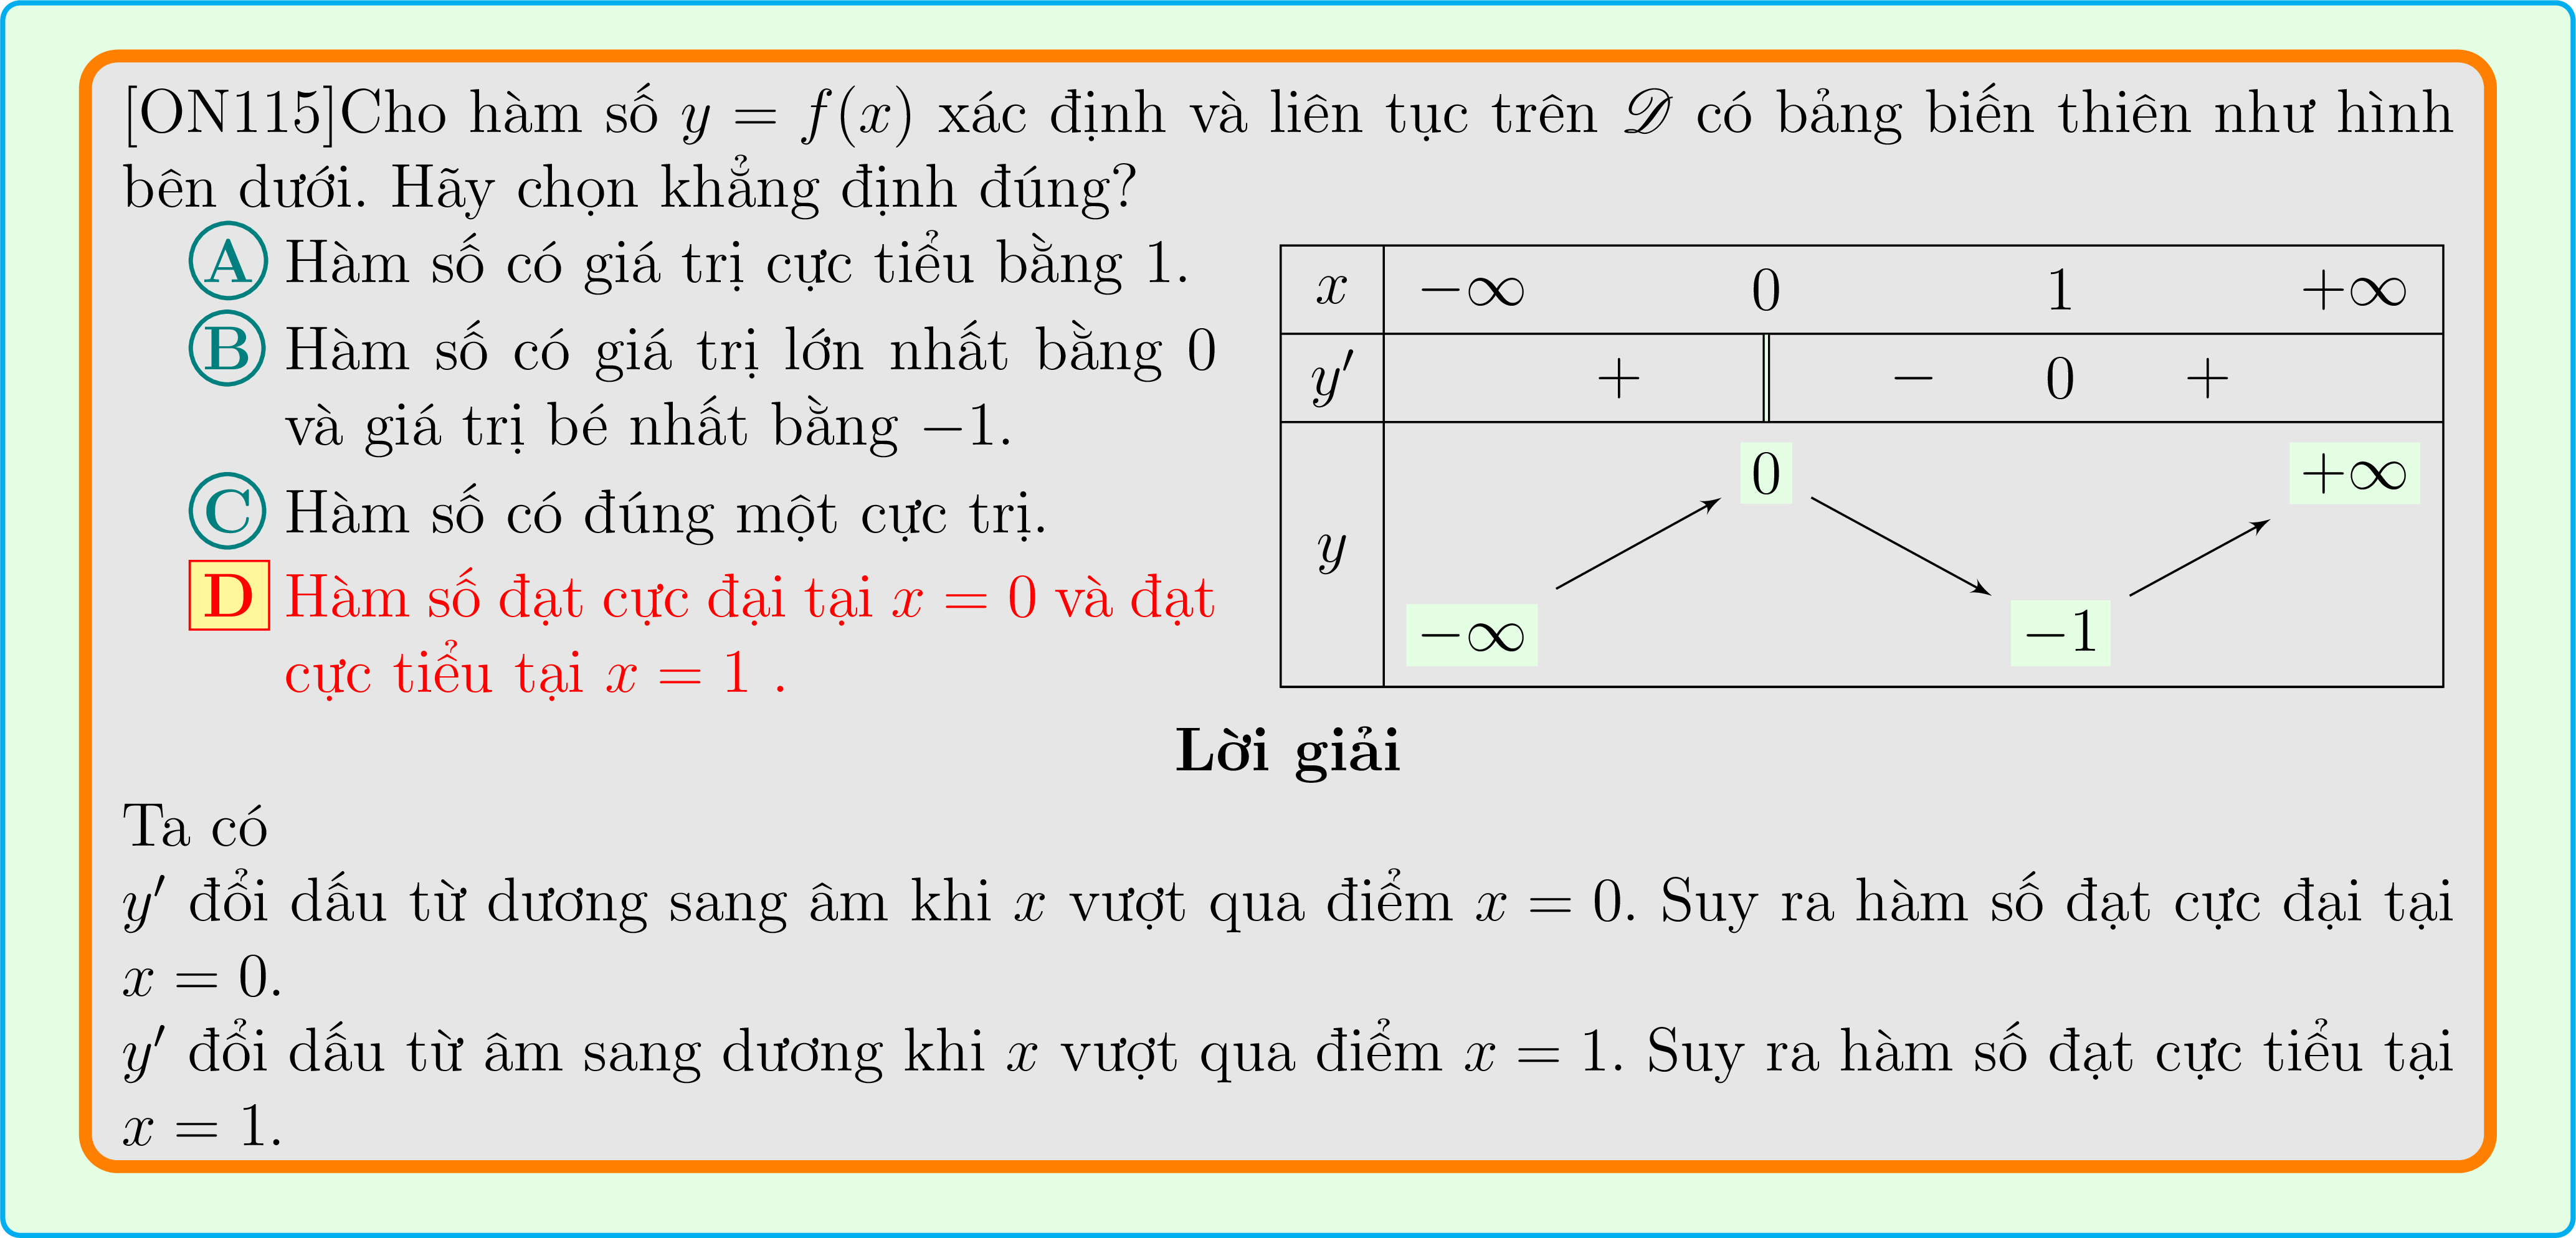 [ON115]Cho hàm số y = f(x) xác định và liên tục trên 𝒟 có bảng biến thiên như hình
bên dưới. Hãy chọn khẳng định đúng?
A Hàm số có giá trị cực tiểu bằng 1.
B Hàm số có giá trị lớn nhất bằng 0
và giá trị bé nhất bằng −1.
C Hàm số có đúng một cực trị.
D Hàm số đạt cực đại tại x = 0 và đạt
cực tiểu tại x = 1 .
x −∞ 0 1 +∞
y′ + − 0 +
0 +∞
y
−∞ −1
Lời giải
Ta có
y′ đổi dấu từ dương sang âm khi x vượt qua điểm x = 0. Suy ra hàm số đạt cực đại tại
x = 0.
y′ đổi dấu từ âm sang dương khi x vượt qua điểm x = 1. Suy ra hàm số đạt cực tiểu tại
x = 1.